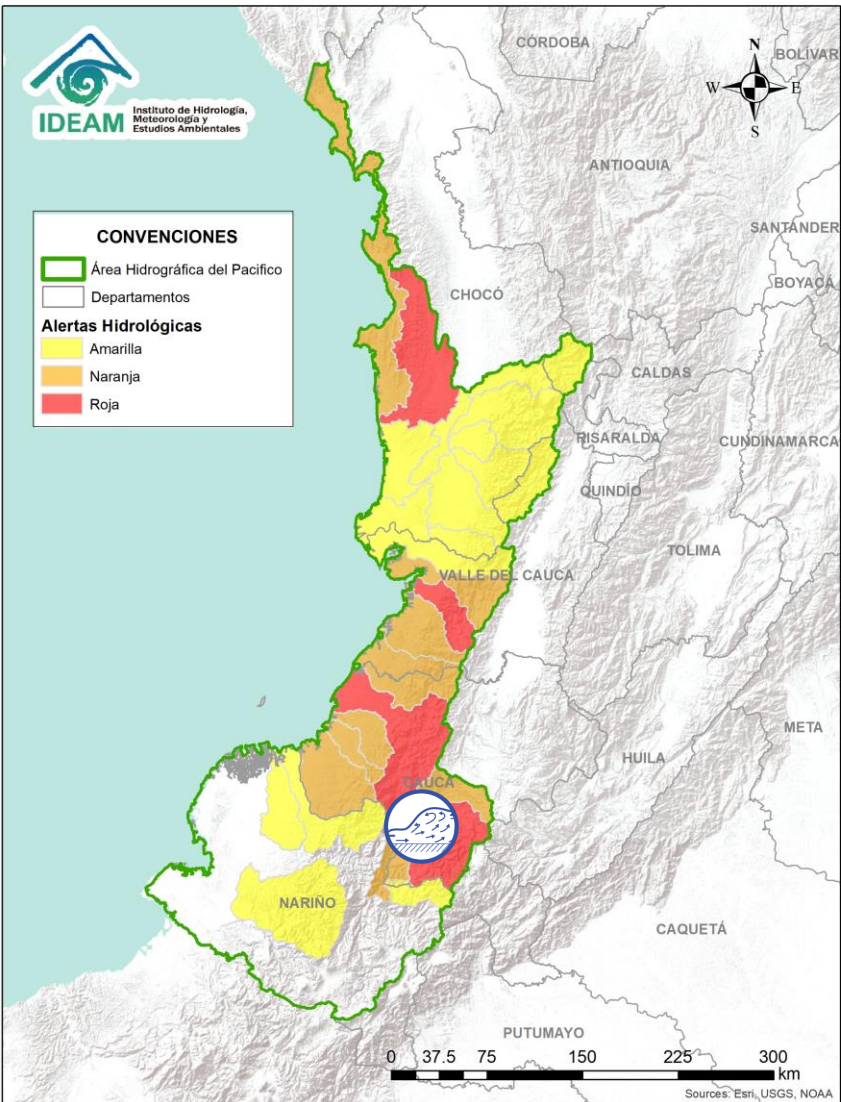 IDEAM
Instituto de Hidrología,
Meteorología y
Estudios Ambientales
CONVENCIONES
Área Hidrográfica del Pacifico
Departamentos
Alertas Hidrológicas
Amarilla
Naranja
Roja
N
W
E
S
CÓRDOBA
BOLÍVAR
ANTIOQUIA
SANTANDER
BOYACÁ
CHOCÓ
CALDAS
RISARALDA
CUNDINAMARCA
QUINDÍO
TOLIMA
VALLE DEL CAUCA
META
HUILA
CAUCA
NARIÑO
CAQUETÁ
PUTUMAYO
0 37.5 75 150 225 300
km
Sources: Esri, USGS, NOAA